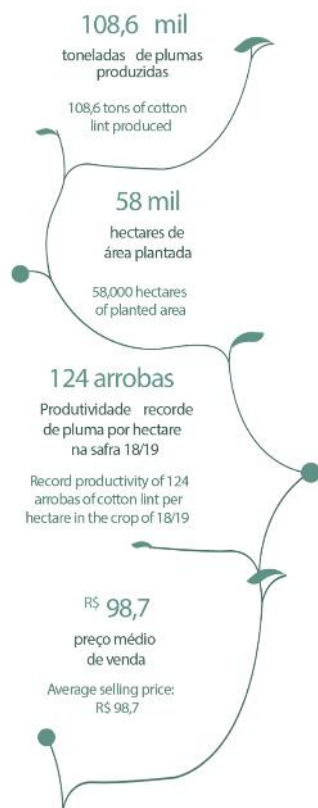 108,6 mil
toneladas de plumas
produzidas
108,6 tons of cotton
lint produced
58 mil
hectares de
área plantada
58,000 hectares
of planted area
124 arrobas
Produtividade recorde
de pluma por hectare
na safra 18/19
Record productivity of 124
arrobas of cotton lint per
hectare in the crop of 18/19
R$ 98,7
preço médio
de venda
Average selling price:
R$ 98,7